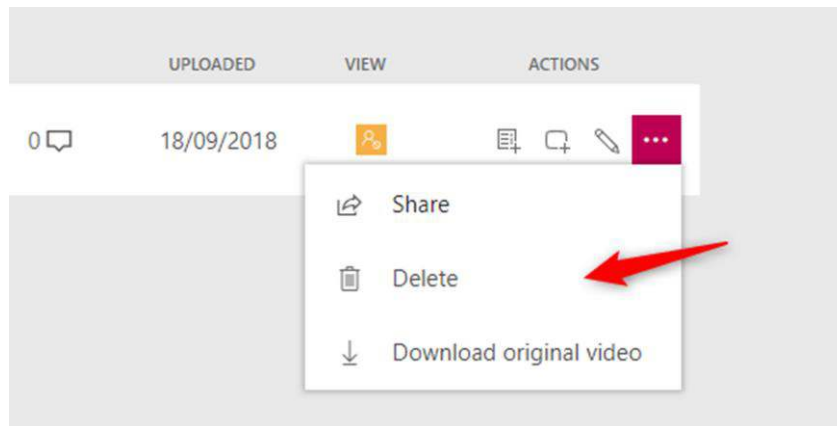 UPLOADED VIEW ACTIONS
0 18/09/2018
Share
Delete
Download original video